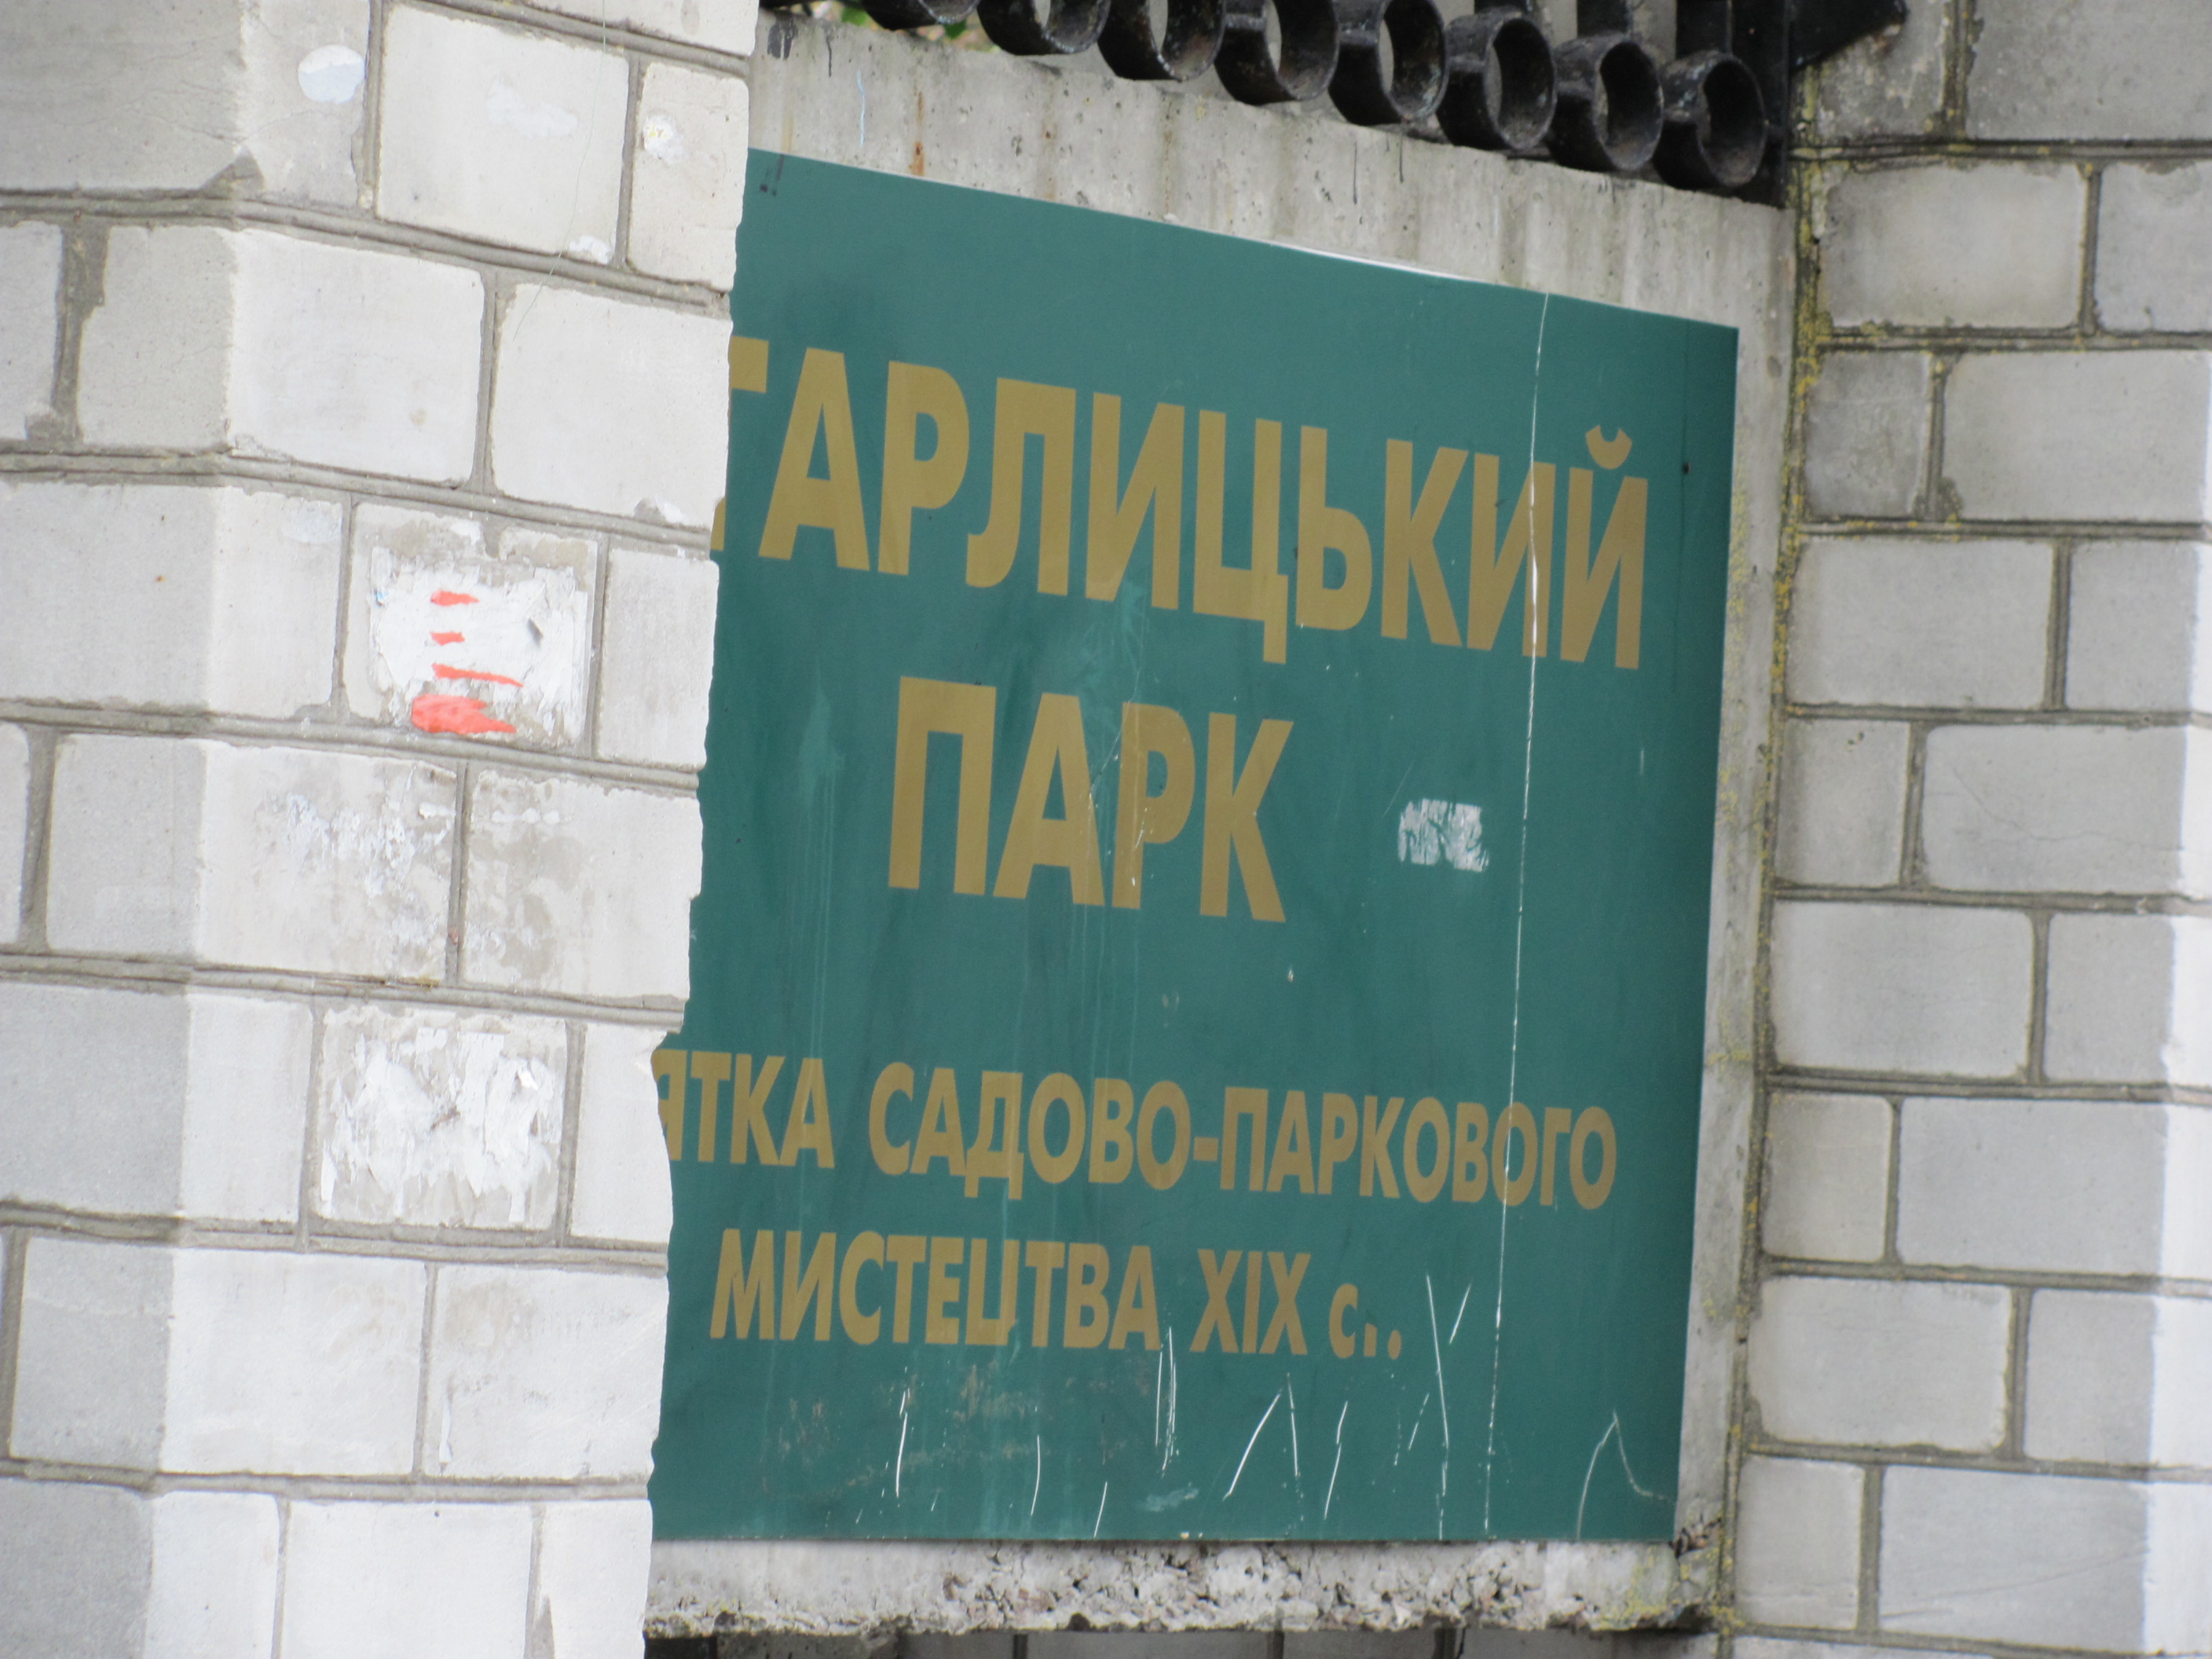 ГАРЛИЦЬКИЙ
ПАРК
ЯТКА САДОВО-ПАРКОВОГО
МИСТЕЦТВА XIX с..